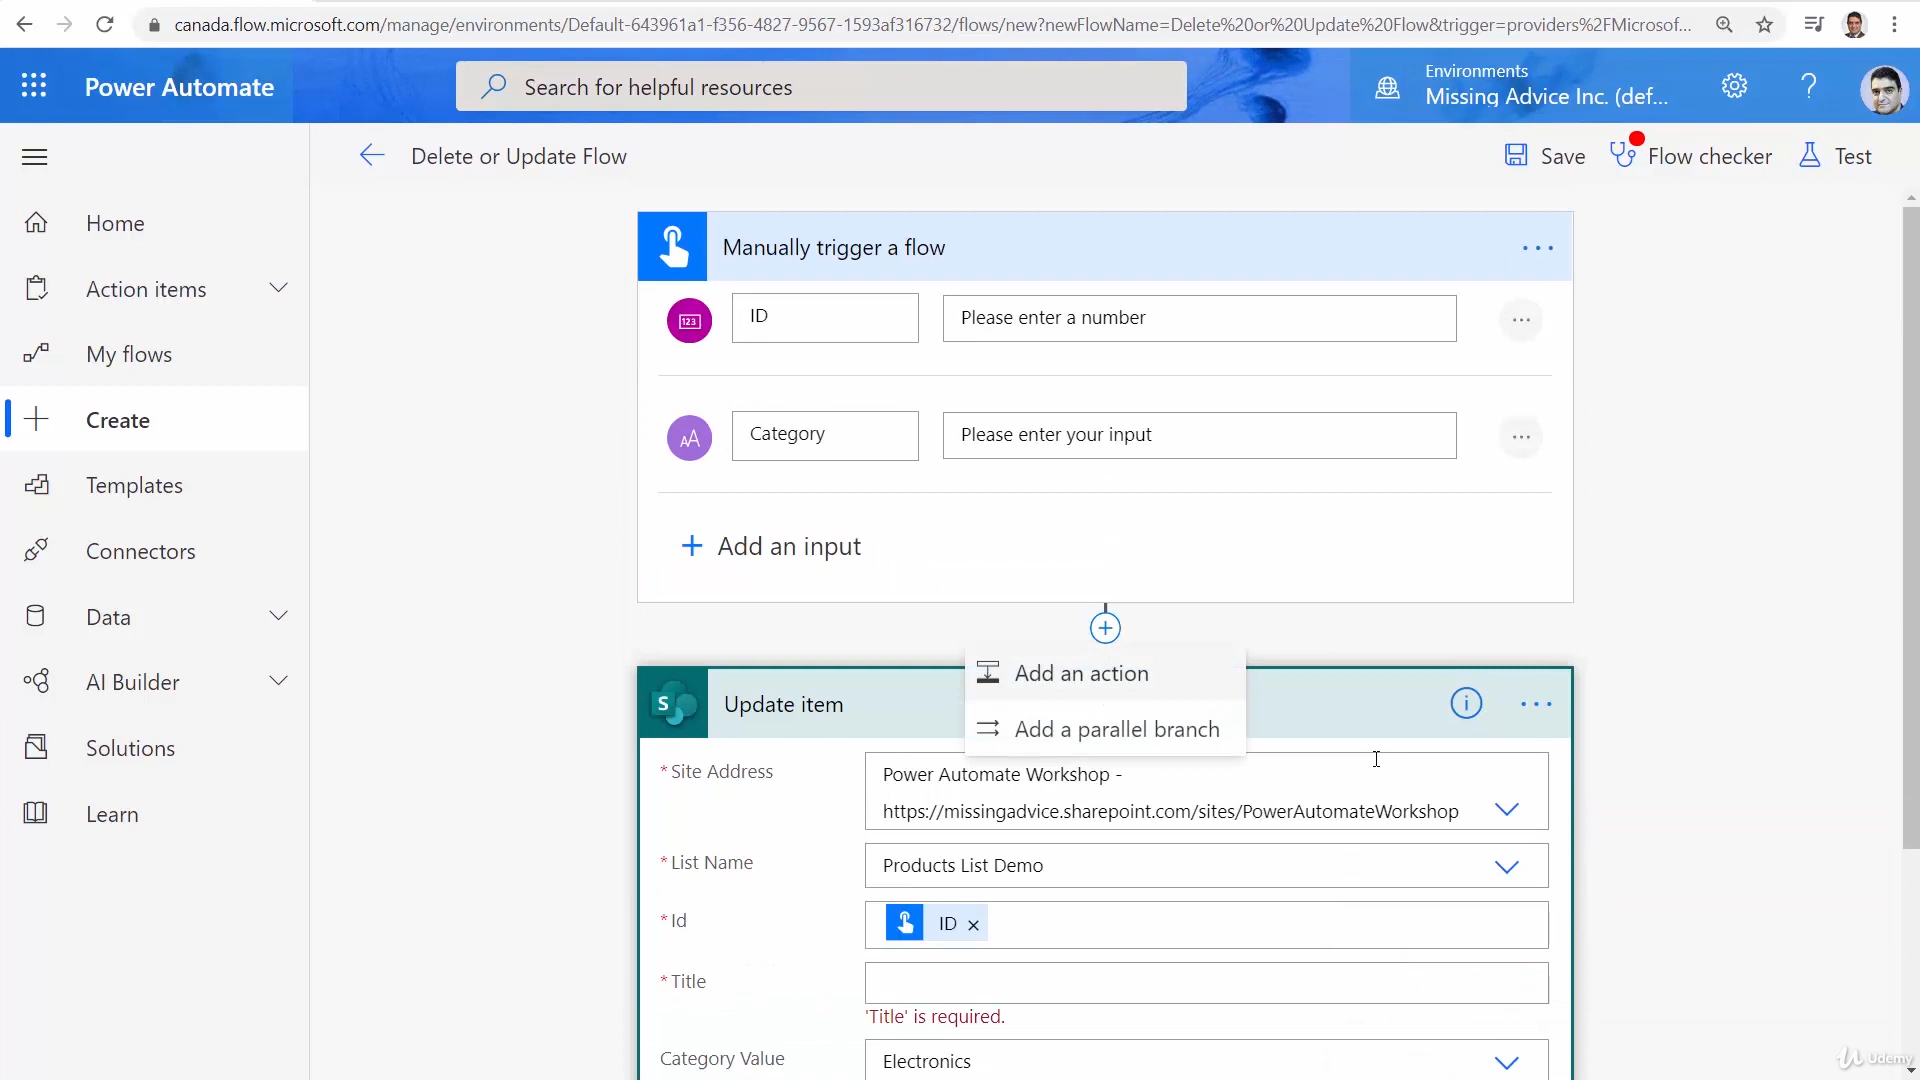 canada.flow.microsoft.com/manage/environments/Default-643961a1-f356-4827-9567-1593af316732/flows/new?newFlowName=Delete%20or%20Update%20Flow&trigger=providers%2FMicrosof...
Power Automate
Search for helpful resources
Environments
Missing Advice Inc. (def...
?
Delete or Update Flow
Save
Flow checker
Test
Home
Action items
My flows
Create
Templates
Connectors
Data
AI Builder
Solutions
Learn
Manually trigger a flow
123
ID
Please enter a number
AA
Category
Please enter your input
Add an input
Add an action
Add a parallel branch
S
Update item
* Site Address
Power Automate Workshop -
https://missingadvice.sharepoint.com/sites/PowerAutomateWorkshop
* List Name
Products List Demo
* Id
ID
* Title
'Title' is required.
Category Value
Electronics
Udemy